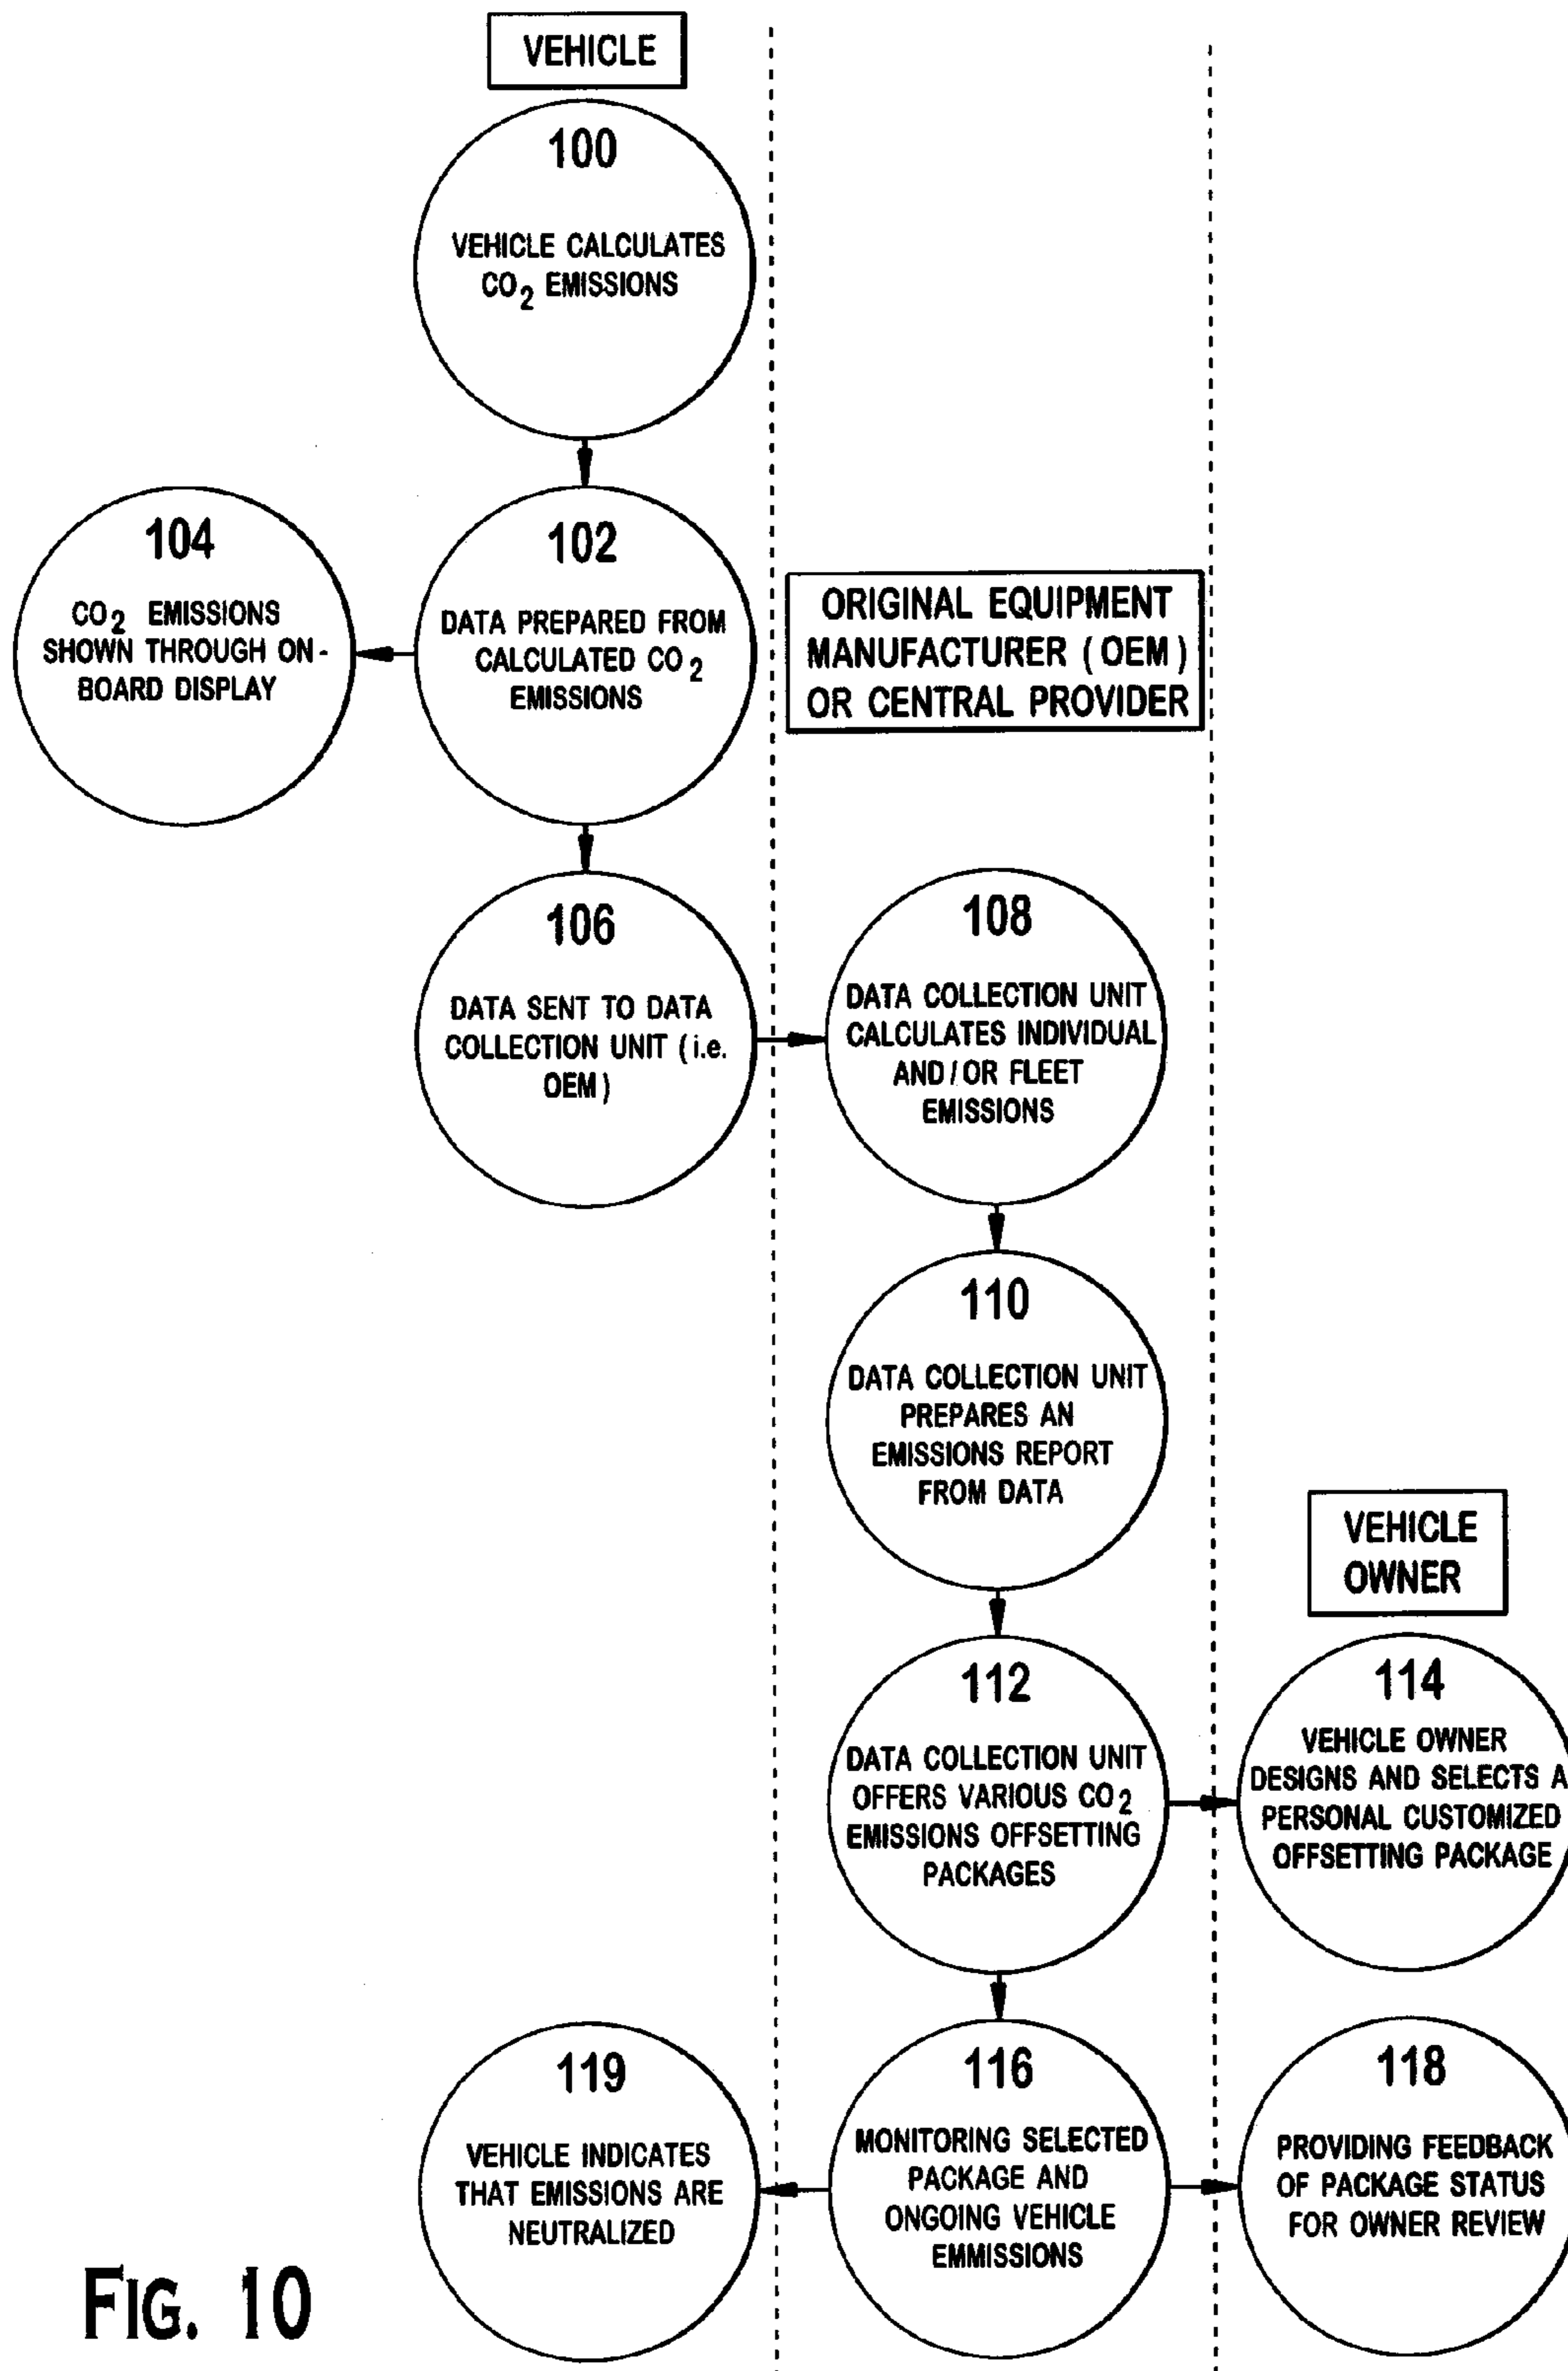 VEHICLE
100
VEHICLE CALCULATES
CO2 EMISSIONS
104
CO2 EMISSIONS
SHOWN THROUGH ON-
BOARD DISPLAY
102
DATA PREPARED FROM
CALCULATED CO2
EMISSIONS
ORIGINAL EQUIPMENT
MANUFACTURER (OEM)
OR CENTRAL PROVIDER
106
DATA SENT TO DATA
COLLECTION UNIT (i.e.
OEM)
108
DATA COLLECTION UNIT
CALCULATES INDIVIDUAL
AND/OR FLEET
EMISSIONS
110
DATA COLLECTION UNIT
PREPARES AN
EMISSIONS REPORT
FROM DATA
VEHICLE
OWNER
112
DATA COLLECTION UNIT
OFFERS VARIOUS CO2
EMISSIONS OFFSETTING
PACKAGES
114
VEHICLE OWNER
DESIGNS AND SELECTS A
PERSONAL CUSTOMIZED
OFFSETTING PACKAGE
119
VEHICLE INDICATES
THAT EMISSIONS ARE
NEUTRALIZED
116
MONITORING SELECTED
PACKAGE AND
ONGOING VEHICLE
EMMISSIONS
118
PROVIDING FEEDBACK
OF PACKAGE STATUS
FOR OWNER REVIEW
FIG. 10